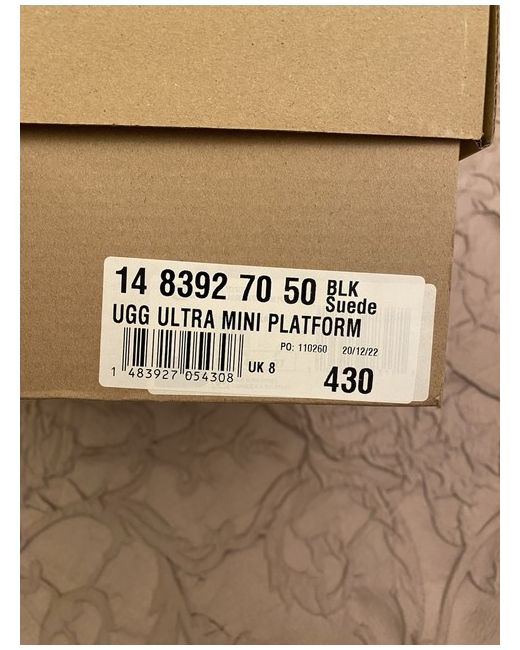 14 8392 70 50 BLK Suede
UGG ULTRA MINI PLATFORM
PO: 110260 20/12/22
1 483927 054308 UK 8 430